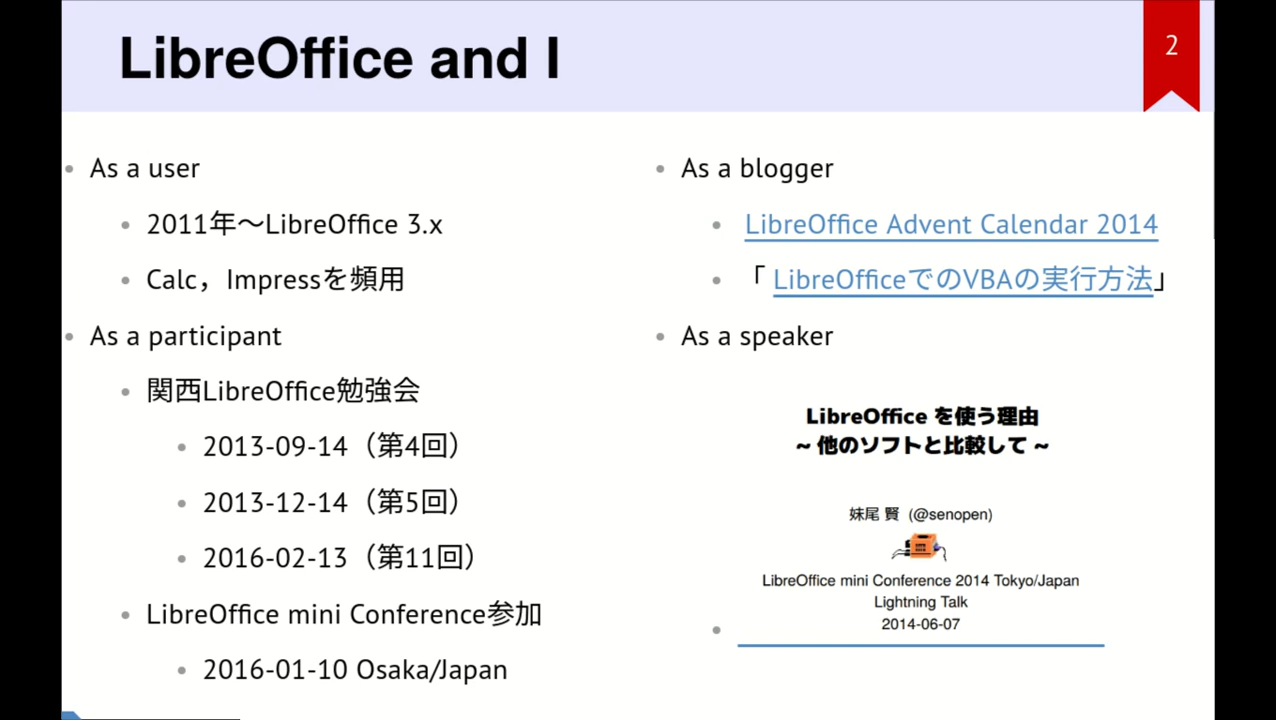 LibreOffice and I
2
As a user
2011年～LibreOffice 3.x
Calc，Impressを頻用
As a participant
関西LibreOffice勉強会
2013-09-14（第4回）
2013-12-14（第5回）
2016-02-13（第11回）
LibreOffice mini Conference参加
2016-01-10 Osaka/Japan
As a blogger
LibreOffice Advent Calendar 2014
「 LibreOfficeでのVBAの実行方法」
As a speaker
LibreOffice を使う理由
~ 他のソフトと比較して ~
妹尾 賢 (@senopen)
LibreOffice mini Conference 2014 Tokyo/Japan
Lightning Talk
2014-06-07